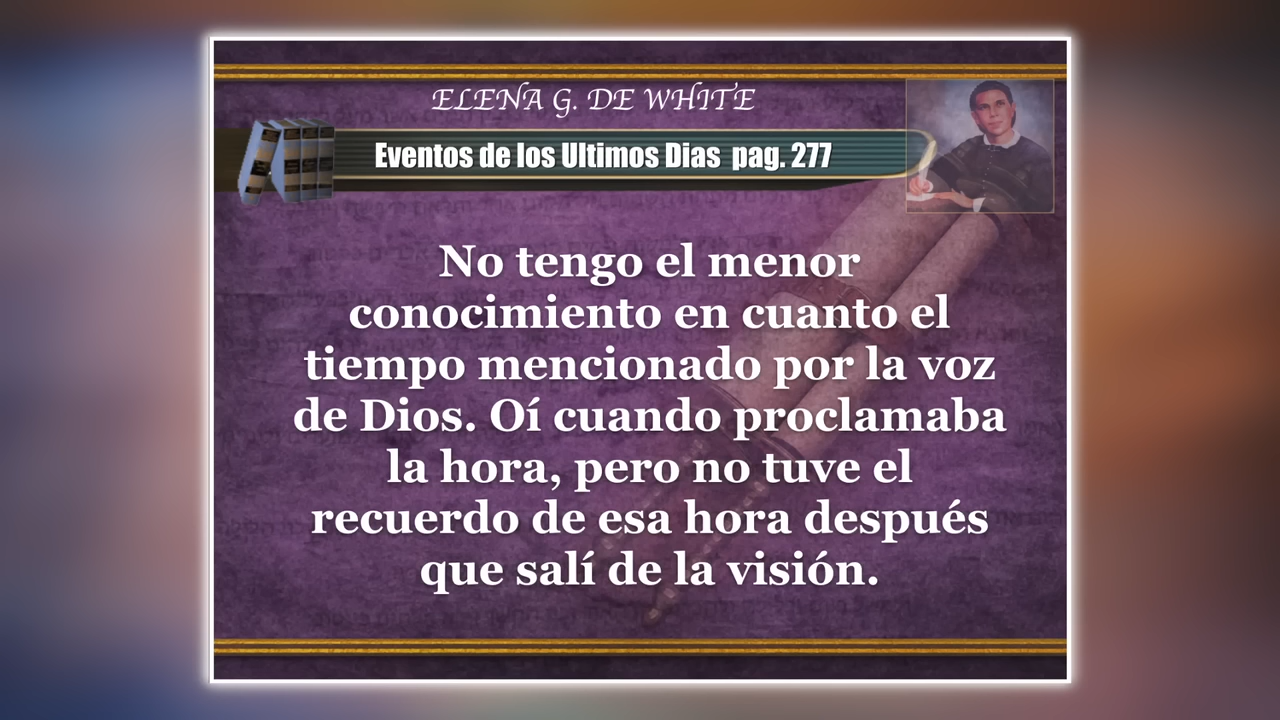 ELENA G. DE WHITE
Eventos de los Ultimos Dias pag. 277
No tengo el menor
conocimiento en cuanto el
tiempo mencionado por la voz
de Dios. Oí cuando proclamaba
la hora, pero no tuve el
recuerdo de esa hora después
que salí de la visión.